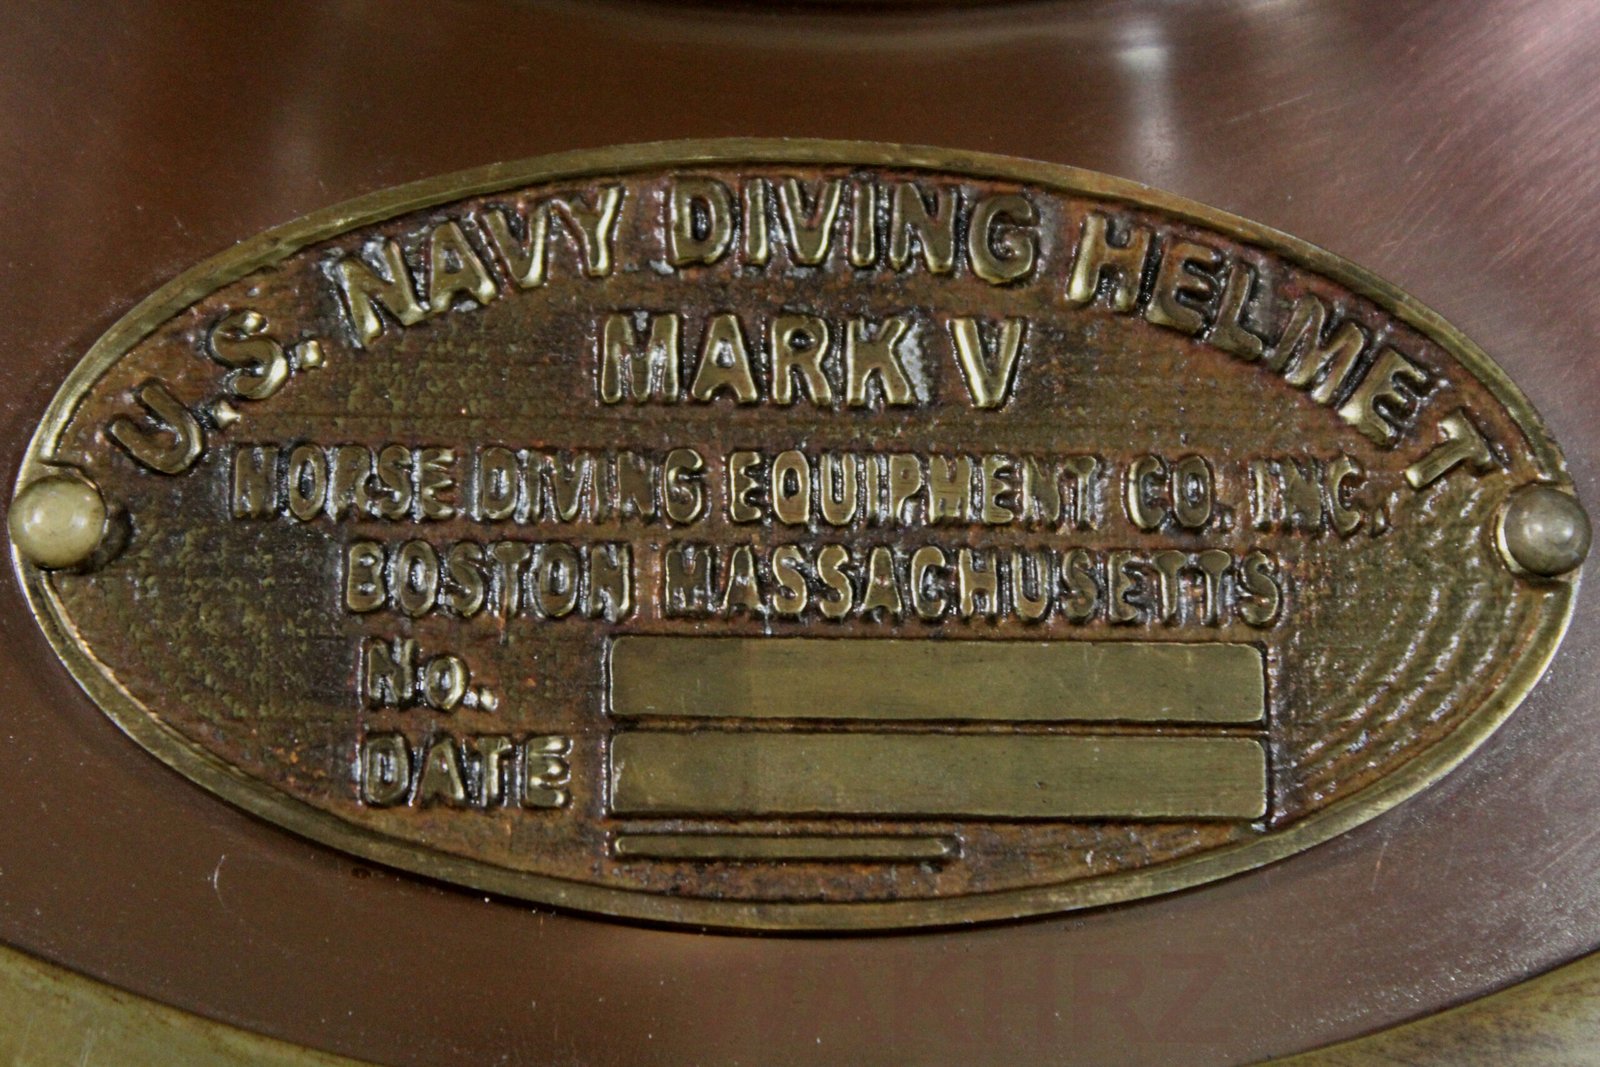 U.S. NAVY DIVING HELMET
MARK V
MORSE DIVING EQUIPMENT CO. INC.
BOSTON MASSACHUSETTS
No.
DATE